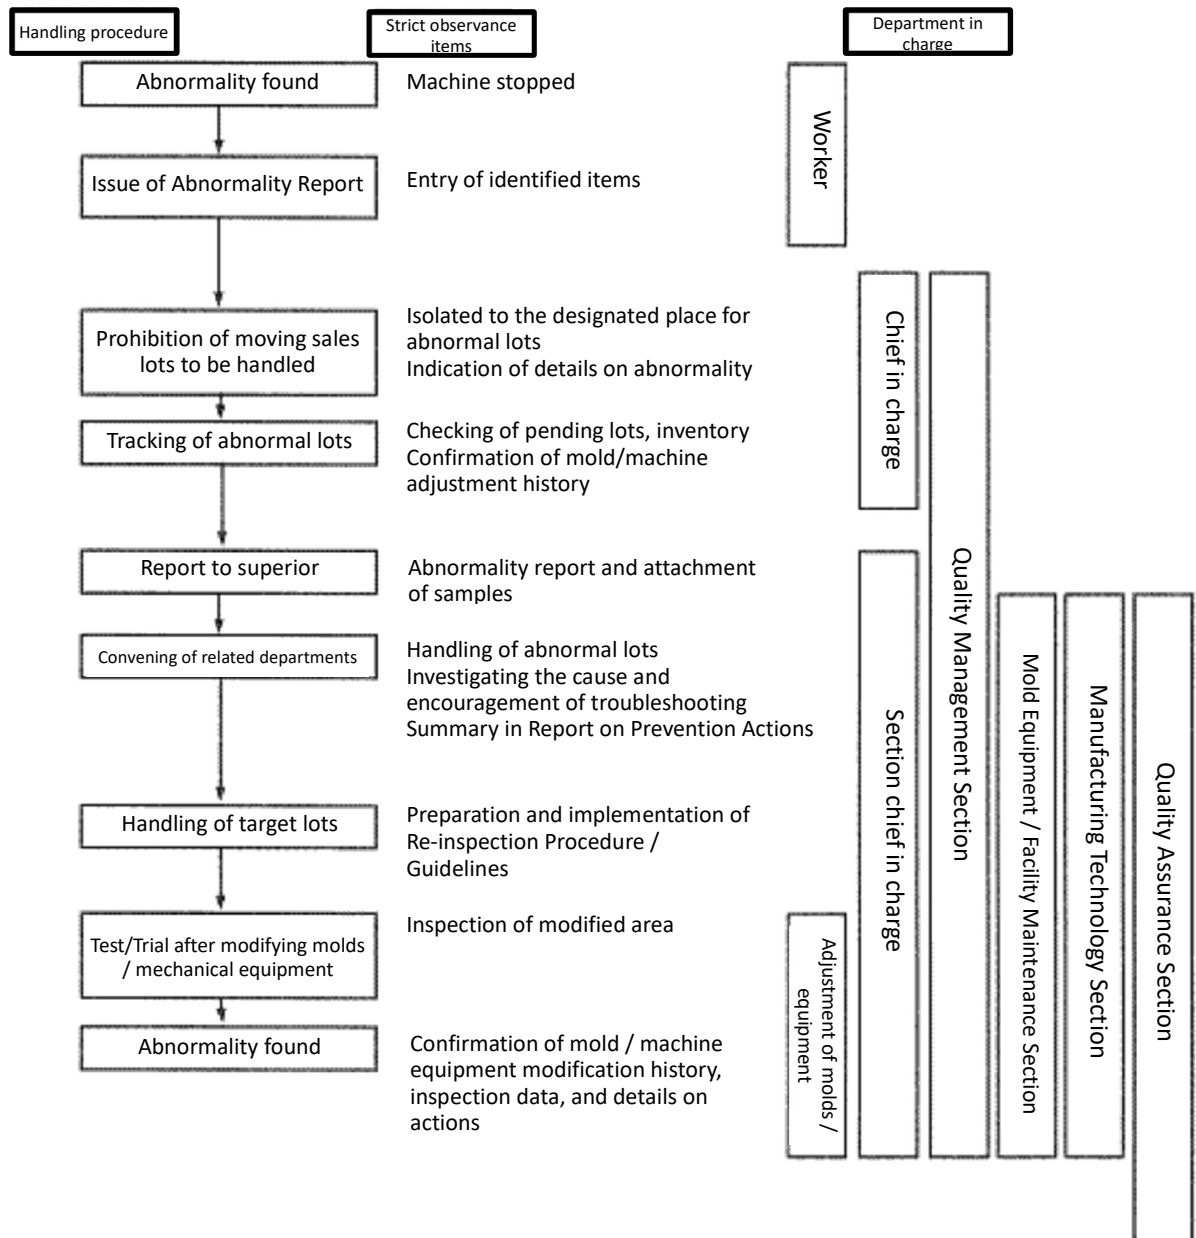 Handling procedure
Strict observance
items
Department in
charge
Abnormality found
Machine stopped
Issue of Abnormality Report
Entry of identified items
Prohibition of moving sales
lots to be handled
Isolated to the designated place for
abnormal lots
Indication of details on abnormality
Tracking of abnormal lots
Checking of pending lots, inventory
Confirmation of mold/machine
adjustment history
Report to superior
Abnormality report and attachment
of samples
Convening of related departments
Handling of abnormal lots
Investigating the cause and
encouragement of troubleshooting
Summary in Report on Prevention Actions
Handling of target lots
Preparation and implementation of
Re-inspection Procedure /
Guidelines
Test/Trial after modifying molds
/ mechanical equipment
Inspection of modified area
Abnormality found
Confirmation of mold / machine
equipment modification history,
inspection data, and details on
actions
Worker
Adjustment of molds /
equipment
Chief in charge
Section chief in charge
Quality Management Section
Mold Equipment / Facility Maintenance Section
Manufacturing Technology Section
Quality Assurance Section